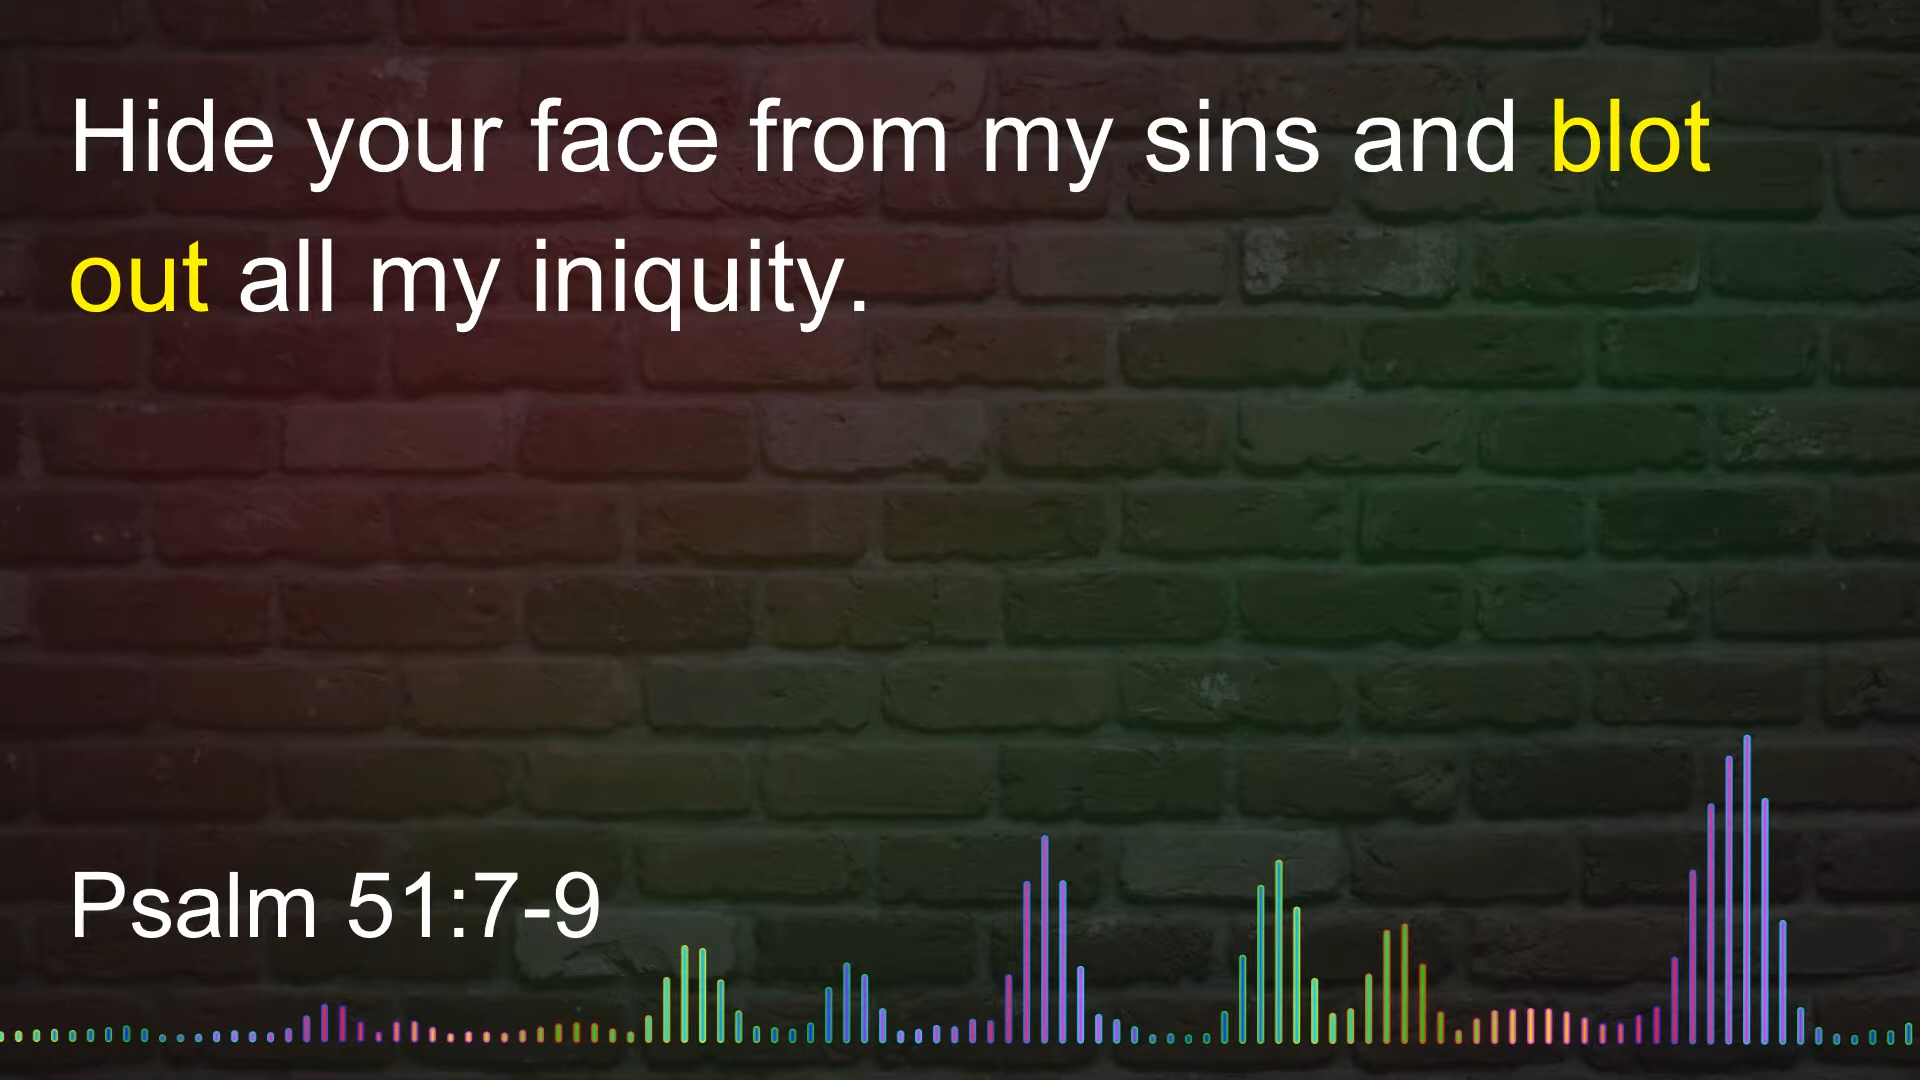 Hide your face from my sins and blot
out all my iniquity.
Psalm 51:7-9